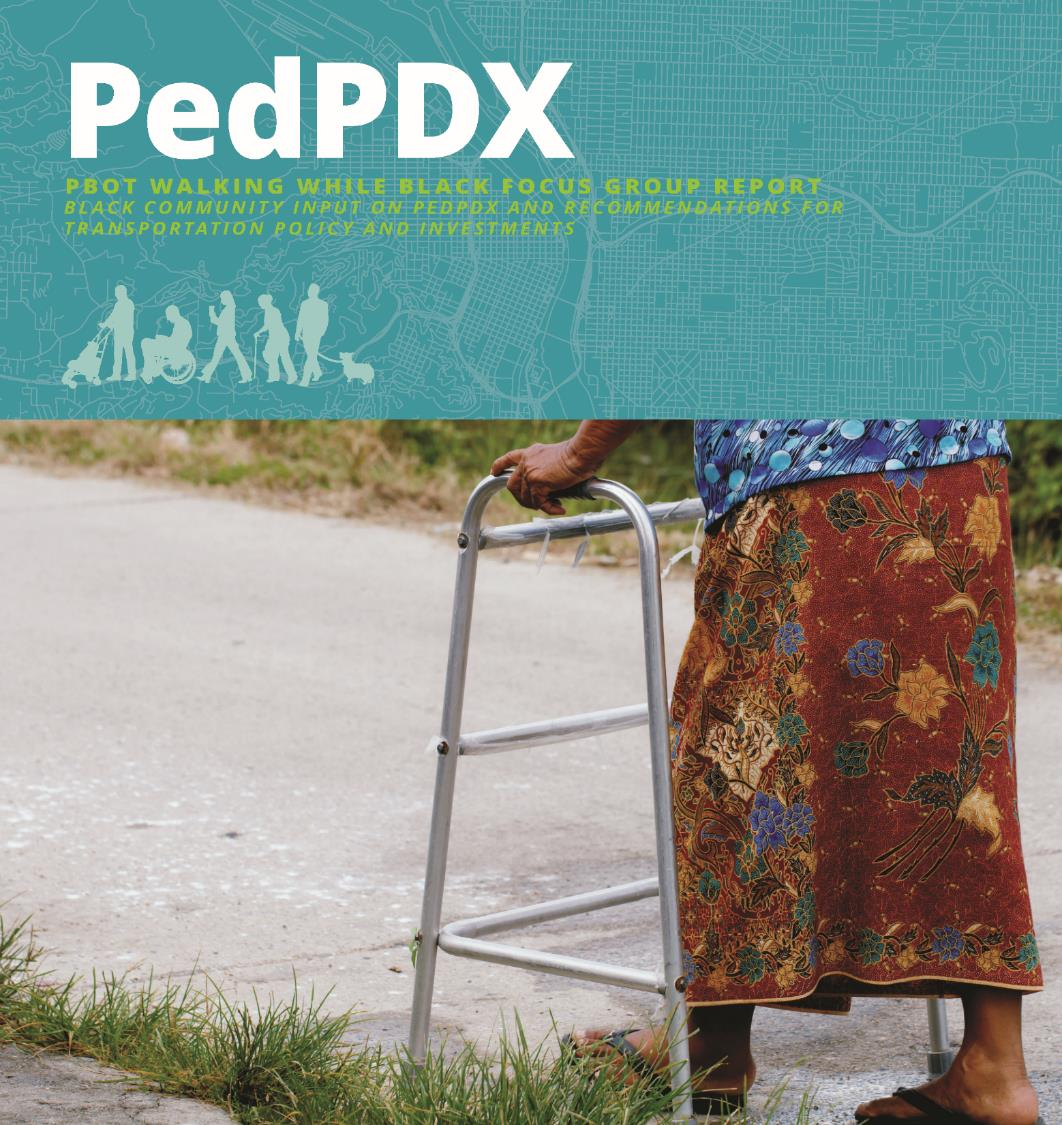 PedPDX
PBOT WALKING WHILE BLACK FOCUS GROUP REPORT
BLACK COMMUNITY INPUT ON PEDPDX AND RECOMMENDATIONS FOR
TRANSPORTATION POLICY AND INVESTMENTS